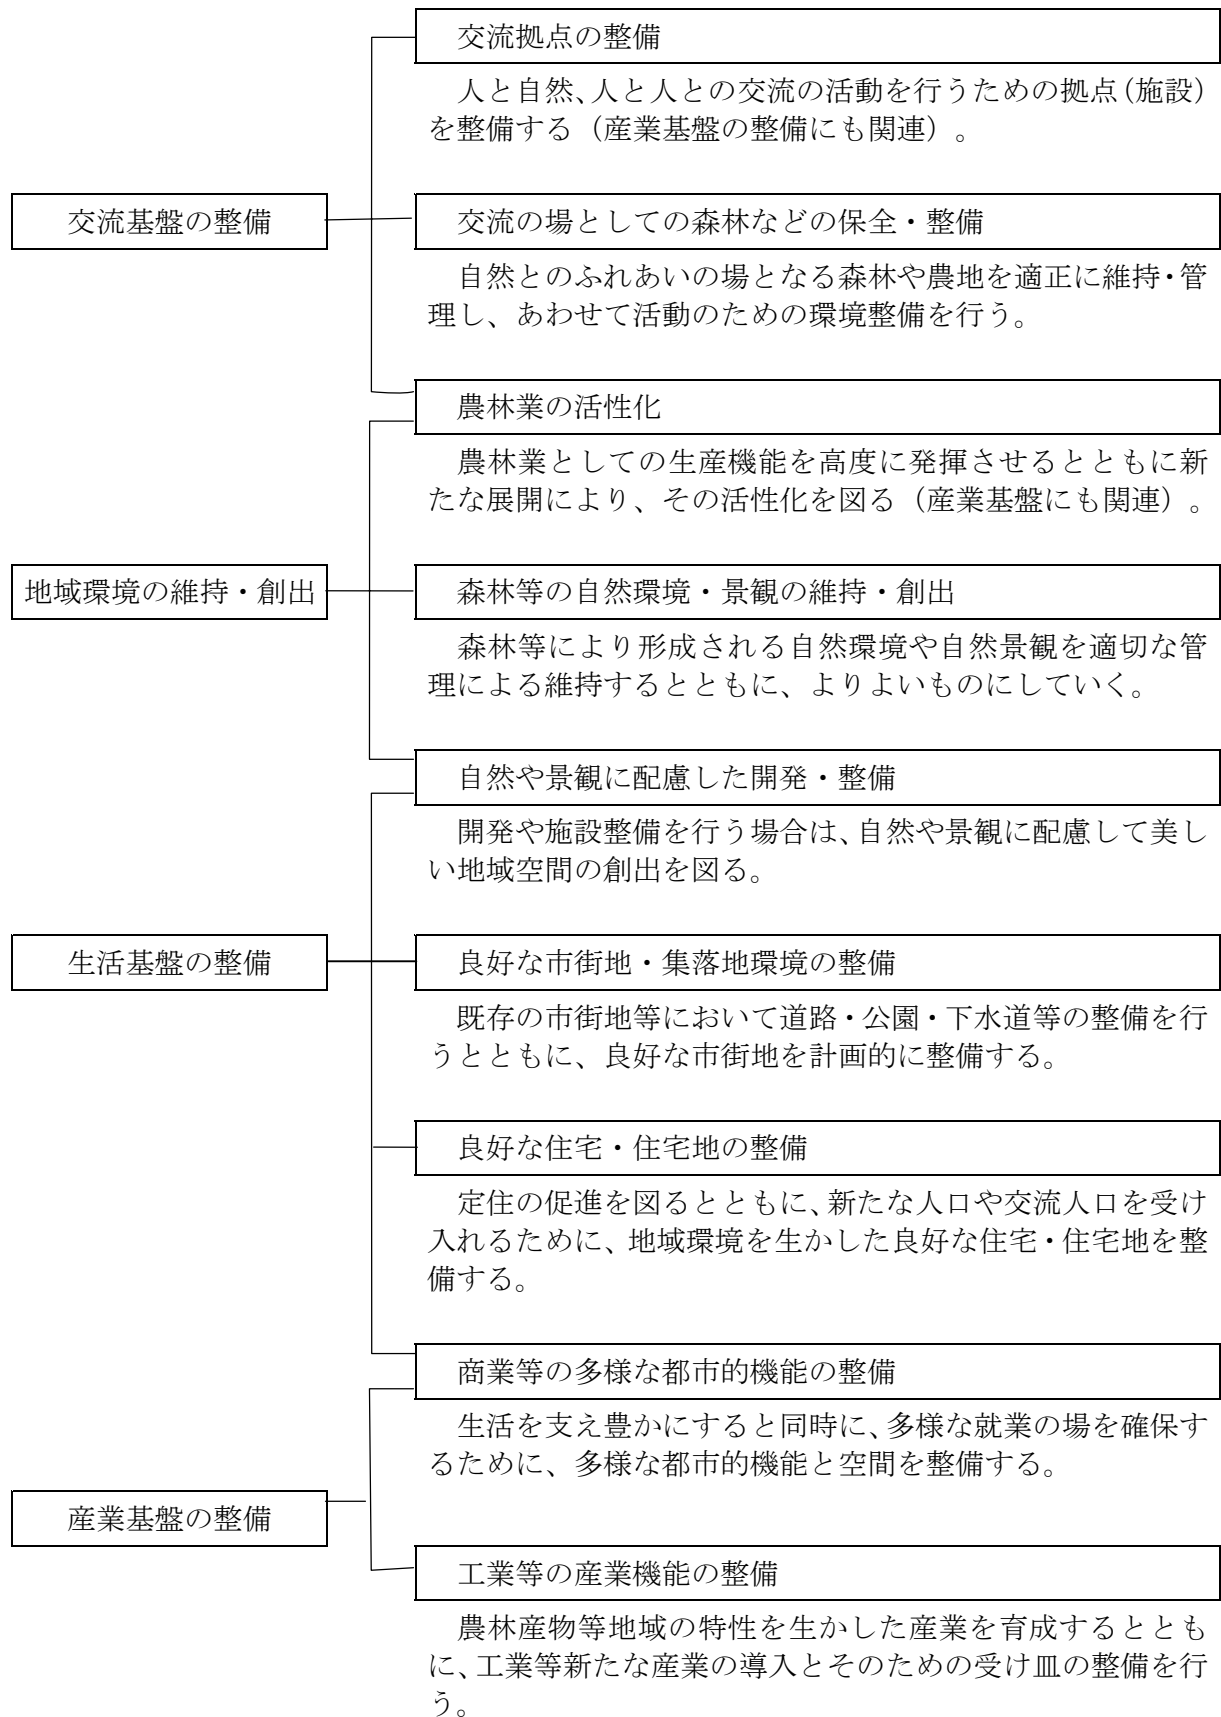 交流拠点の整備
人と自然、人と人との交流の活動を行うための拠点(施設)
を整備する(産業基盤の整備にも関連)。
交流基盤の整備
交流の場としての森林などの保全・整備
自然とのふれあいの場となる森林や農地を適正に維持・管
理し、あわせて活動のための環境整備を行う。
農林業の活性化
農林業としての生産機能を高度に発揮させるとともに新
たな展開により、その活性化を図る(産業基盤にも関連)。
地域環境の維持・創出
森林等の自然環境・景観の維持・創出
森林等により形成される自然環境や自然景観を適切な管
理による維持するとともに、よりよいものにしていく。
自然や景観に配慮した開発・整備
開発や施設整備を行う場合は、自然や景観に配慮して美し
い地域空間の創出を図る。
生活基盤の整備
良好な市街地・集落地環境の整備
既存の市街地等において道路・公園・下水道等の整備を行
うとともに、良好な市街地を計画的に整備する。
良好な住宅・住宅地の整備
定住の促進を図るとともに、新たな人口や交流人口を受け
入れるために、地域環境を生かした良好な住宅・住宅地を整
備する。
商業等の多様な都市的機能の整備
生活を支え豊かにすると同時に、多様な就業の場を確保す
るために、多様な都市的機能と空間を整備する。
産業基盤の整備
工業等の産業機能の整備
農林産物等地域の特性を生かした産業を育成するととも
に、工業等新たな産業の導入とそのための受け皿の整備を行
う。